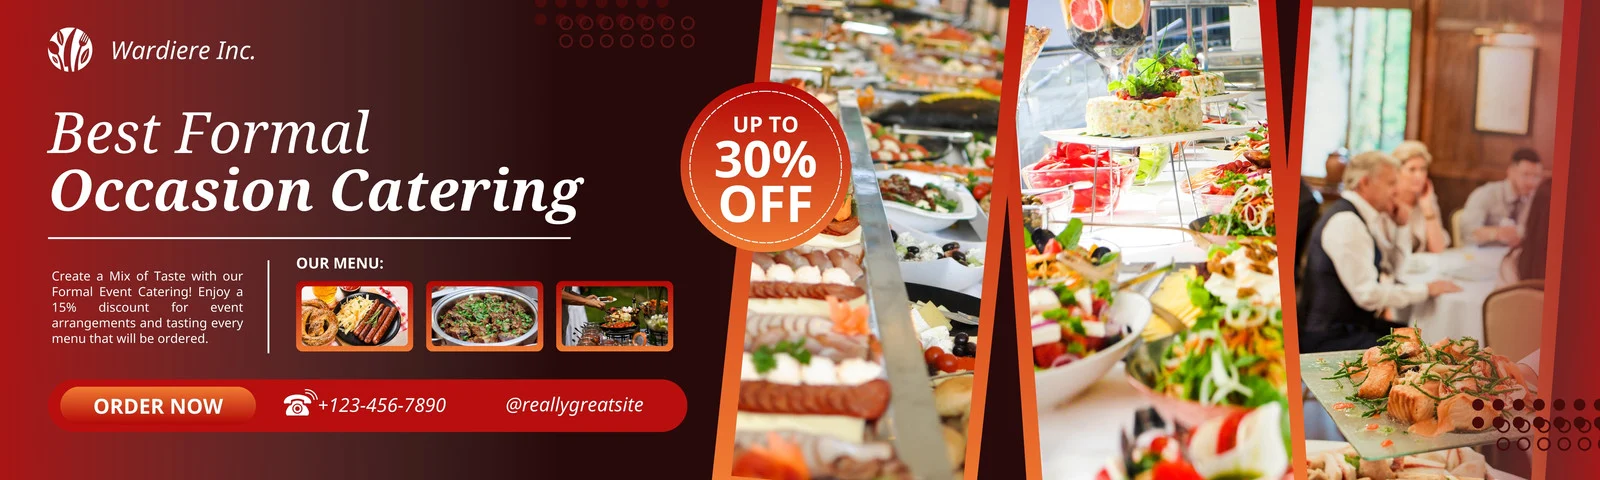 Wardiere Inc.
Best Formal
Occasion Catering
Create a Mix of Taste with our
Formal Event Catering! Enjoy a
15% discount for event
arrangements and tasting every
menu that will be ordered.
OUR MENU:
ORDER NOW
+123-456-7890
@reallygreatsite
UP TO
30%
OFF